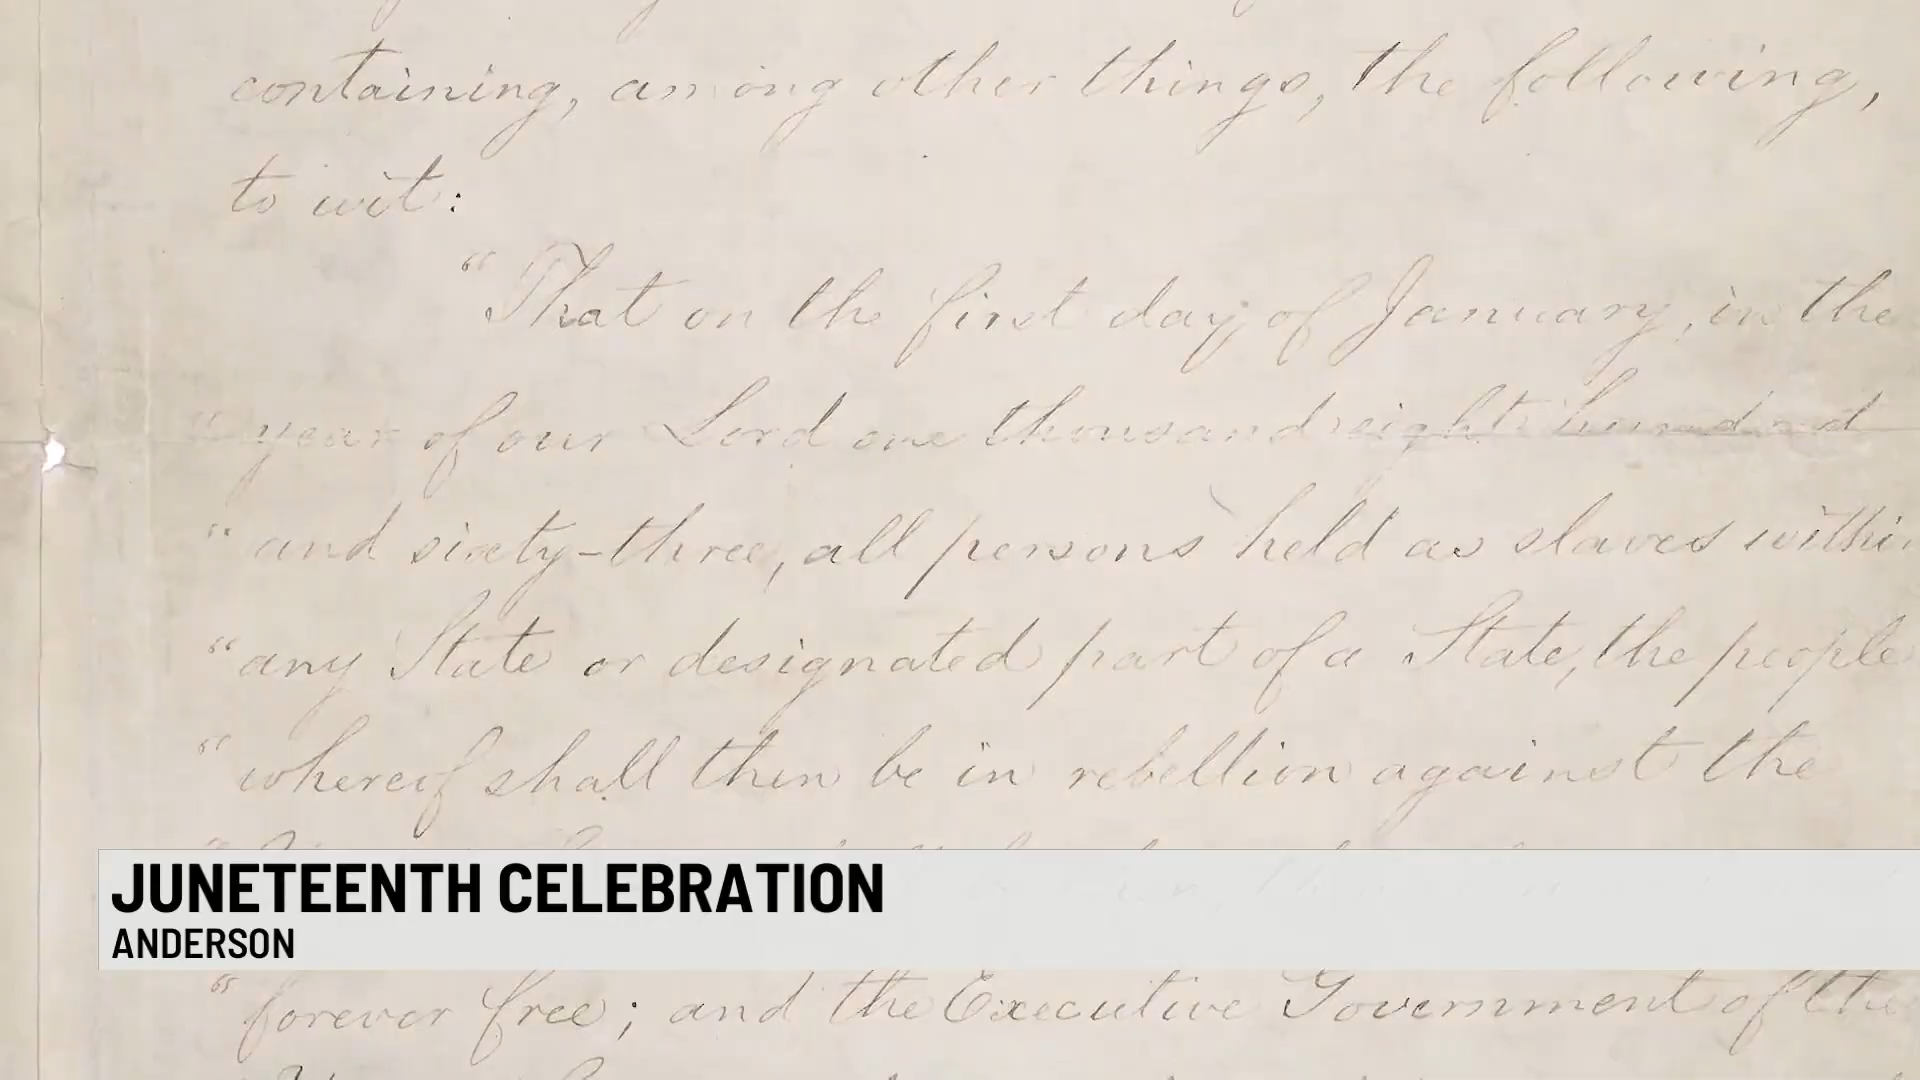 containing, among other things, the following,
to wit:
"That on the first day of January, in the
"year of our Lord one thousand eight hundred
"and sixty-three, all persons held as slaves within
"any State or designated part of a State, the people
"whereof shall then be in rebellion against the
JUNETEENTH CELEBRATION
ANDERSON
"forever free; and the Executive Government of the